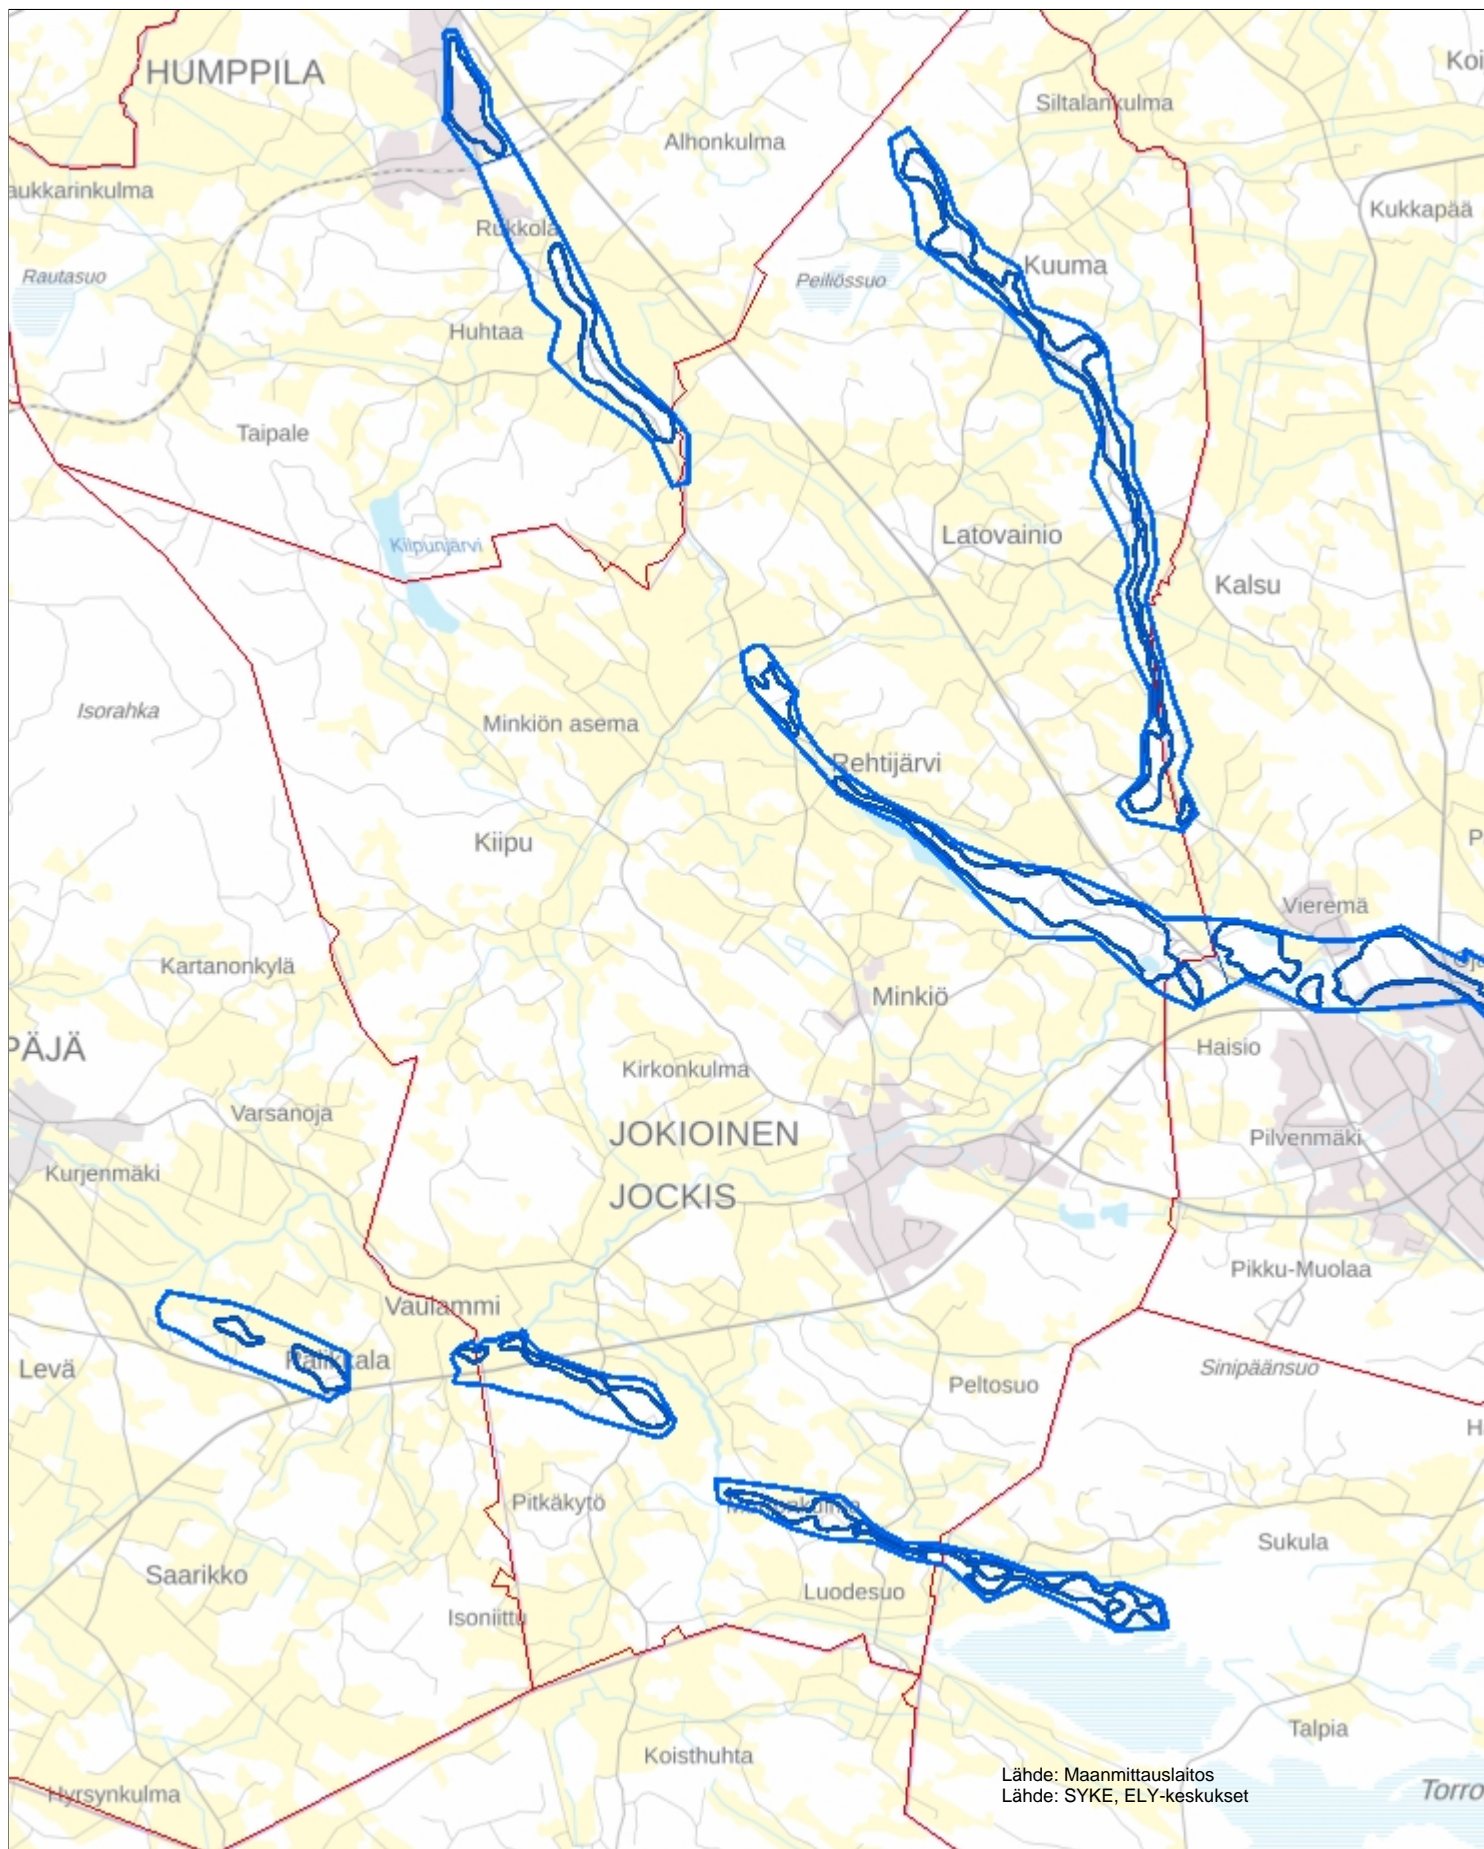 HUMPPILA
Koi
Siltalankulma
Alhonkulma
aukkarinkulma
Kukkapää
Rukkola
Rautasuo
Peiliössuo
Kuuma
Huhtaa
Taipale
Kiipunjärvi
Latovainio
Kalsu
Isorahka
Minkiön asema
Rehtijärvi
Kiipu
P
Vieremä
Kartanonkylä
Minkiö
PÄJÄ
Haisio
Kirkonkulma
Varsanoja
JOKIOINEN
Pilvenmäki
Kurjenmäki
JOCKIS
Pikku-Muolaa
Vaulammi
Levä
Palikkala
Sinipäänsuo
Peltosuo
H
Pitkäkytö
Sukula
Saarikko
Luodesuo
Isoniittu
Talpia
Koisthuhta
Lähde: Maanmittauslaitos
Hyrsynkulma
Torro
Lähde: SYKE, ELY-keskukset